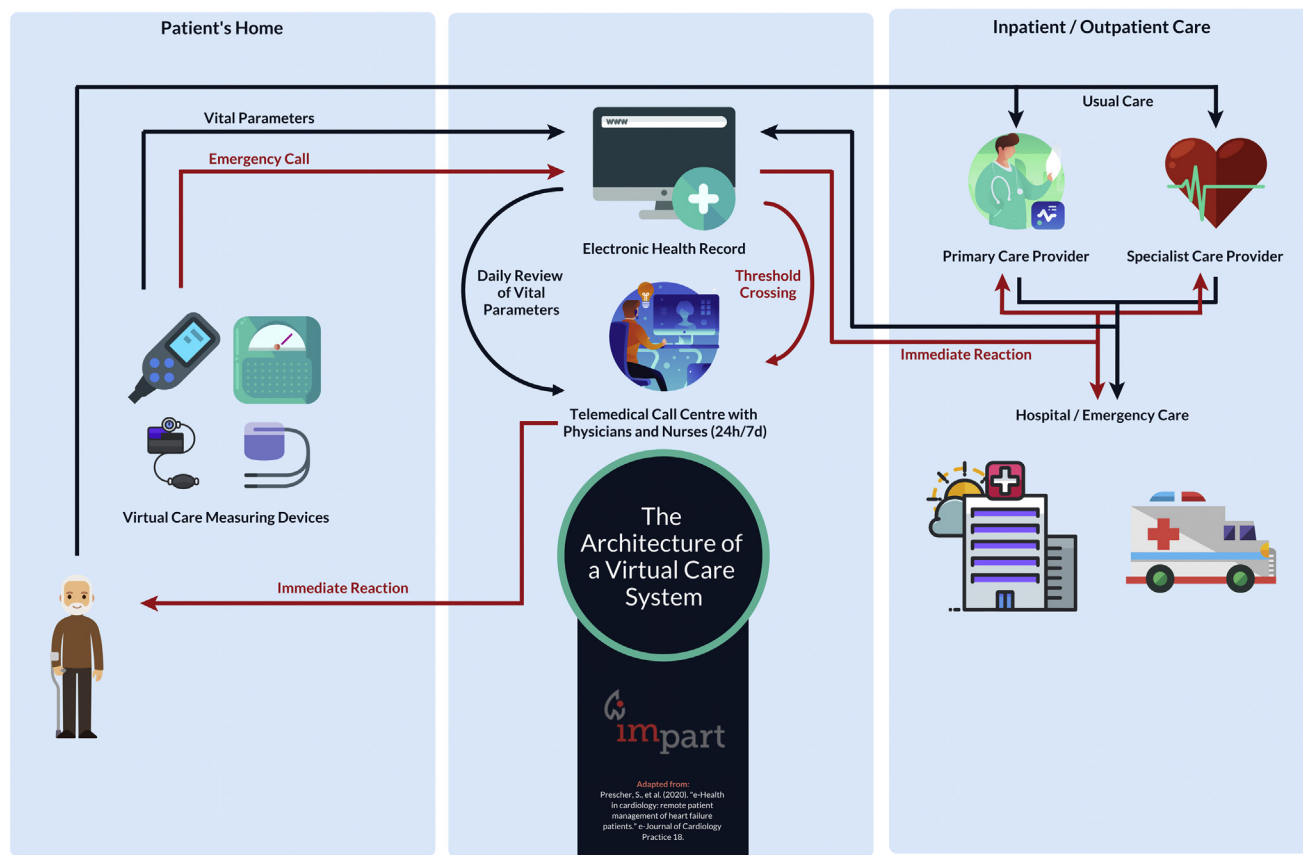 Patient's Home
Inpatient / Outpatient Care
Usual Care
Vital Parameters
Emergency Call
www
Electronic Health Record
Primary Care Provider
Specialist Care Provider
Daily Review
of Vital
Parameters
Threshold
Crossing
Immediate Reaction
Telemedical Call Centre with
Physicians and Nurses (24h/7d)
Hospital / Emergency Care
Virtual Care Measuring Devices
The
Architecture of
a Virtual Care
System
Immediate Reaction
impart
Adapted from:
Prescher, S., et al. (2020). "e-Health
in cardiology: remote patient
management of heart failure
patients." e-Journal of Cardiology
Practice 18.